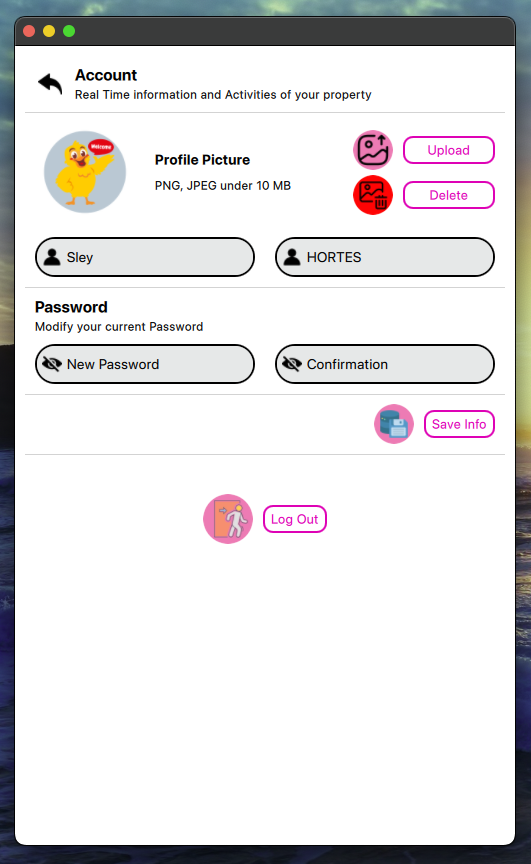 Account
Real Time information and Activities of your property
Welcome
Profile Picture
PNG, JPEG under 10 MB
Upload
Delete
Sley
HORTES
Password
Modify your current Password
New Password
Confirmation
Save Info
Log Out